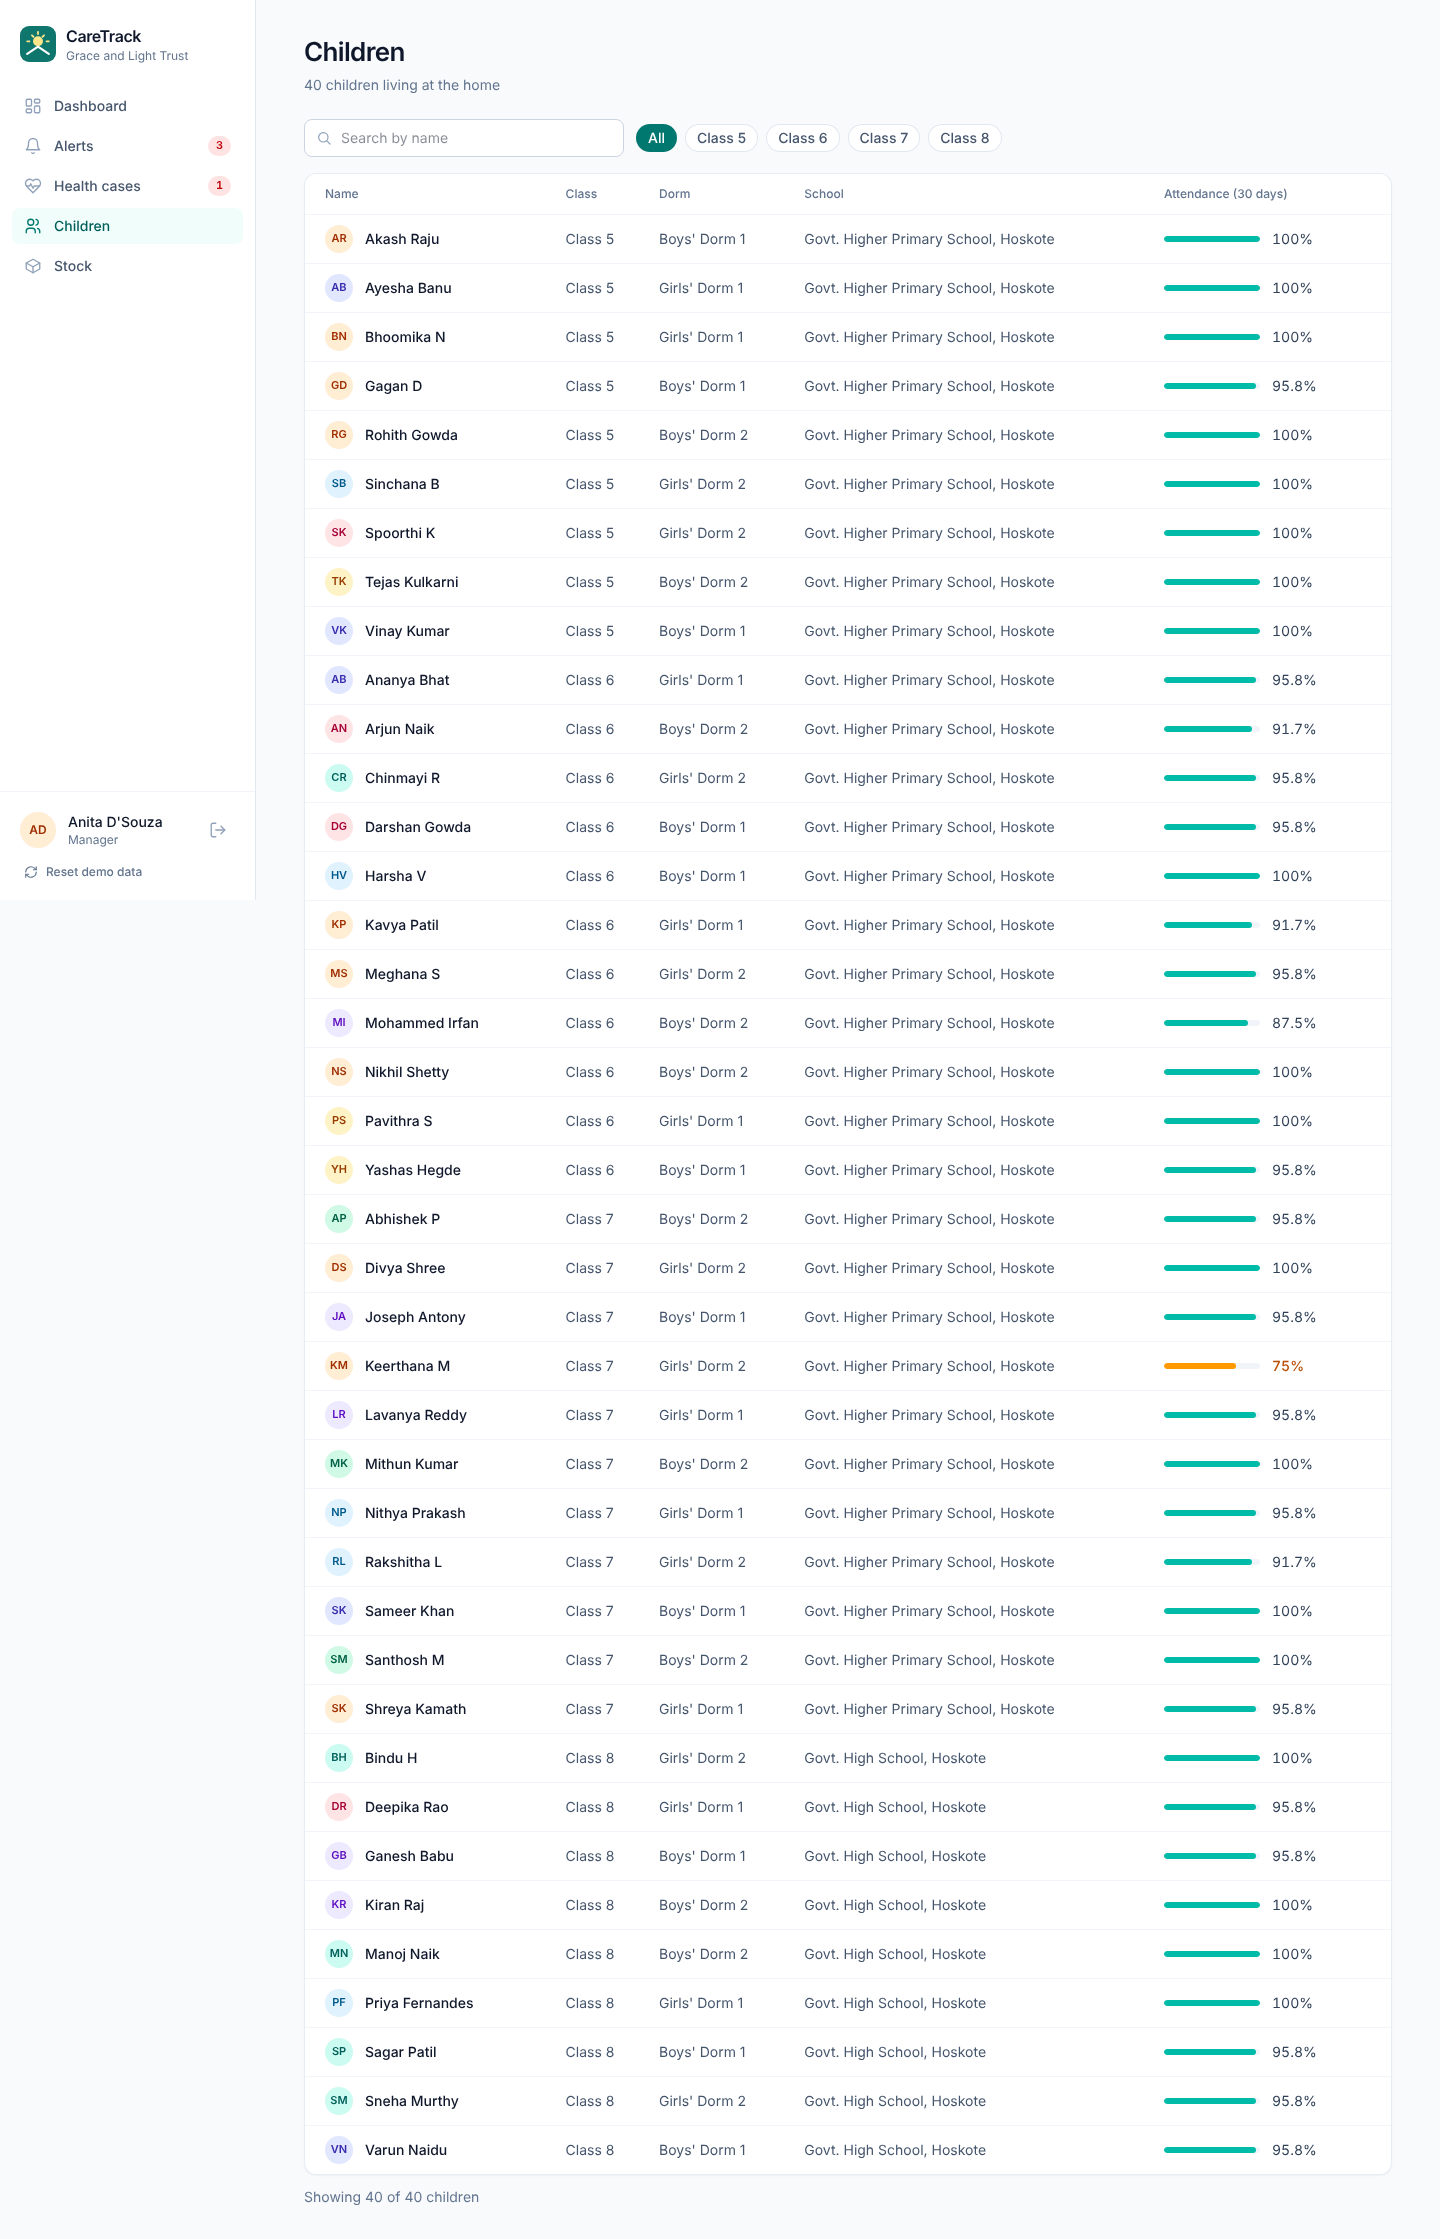 CareTrack
Grace and Light Trust
Dashboard
Alerts 3
Health cases 1
Children
Stock
AD Anita D'Souza
Manager
Reset demo data
Children
40 children living at the home
Search by name All Class 5 Class 6 Class 7 Class 8
Name Class Dorm School Attendance (30 days)
AR Akash Raju Class 5 Boys' Dorm 1 Govt. Higher Primary School, Hoskote 100%
AB Ayesha Banu Class 5 Girls' Dorm 1 Govt. Higher Primary School, Hoskote 100%
BN Bhoomika N Class 5 Girls' Dorm 1 Govt. Higher Primary School, Hoskote 100%
GD Gagan D Class 5 Boys' Dorm 1 Govt. Higher Primary School, Hoskote 95.8%
RG Rohith Gowda Class 5 Boys' Dorm 2 Govt. Higher Primary School, Hoskote 100%
SB Sinchana B Class 5 Girls' Dorm 2 Govt. Higher Primary School, Hoskote 100%
SK Spoorthi K Class 5 Girls' Dorm 2 Govt. Higher Primary School, Hoskote 100%
TK Tejas Kulkarni Class 5 Boys' Dorm 2 Govt. Higher Primary School, Hoskote 100%
VK Vinay Kumar Class 5 Boys' Dorm 1 Govt. Higher Primary School, Hoskote 100%
AB Ananya Bhat Class 6 Girls' Dorm 1 Govt. Higher Primary School, Hoskote 95.8%
AN Arjun Naik Class 6 Boys' Dorm 2 Govt. Higher Primary School, Hoskote 91.7%
CR Chinmayi R Class 6 Girls' Dorm 2 Govt. Higher Primary School, Hoskote 95.8%
DG Darshan Gowda Class 6 Boys' Dorm 1 Govt. Higher Primary School, Hoskote 95.8%
HV Harsha V Class 6 Boys' Dorm 1 Govt. Higher Primary School, Hoskote 100%
KP Kavya Patil Class 6 Girls' Dorm 1 Govt. Higher Primary School, Hoskote 91.7%
MS Meghana S Class 6 Girls' Dorm 2 Govt. Higher Primary School, Hoskote 95.8%
MI Mohammed Irfan Class 6 Boys' Dorm 2 Govt. Higher Primary School, Hoskote 87.5%
NS Nikhil Shetty Class 6 Boys' Dorm 2 Govt. Higher Primary School, Hoskote 100%
PS Pavithra S Class 6 Girls' Dorm 1 Govt. Higher Primary School, Hoskote 100%
YH Yashas Hegde Class 6 Boys' Dorm 1 Govt. Higher Primary School, Hoskote 95.8%
AP Abhishek P Class 7 Boys' Dorm 2 Govt. Higher Primary School, Hoskote 95.8%
DS Divya Shree Class 7 Girls' Dorm 2 Govt. Higher Primary School, Hoskote 100%
JA Joseph Antony Class 7 Boys' Dorm 1 Govt. Higher Primary School, Hoskote 95.8%
KM Keerthana M Class 7 Girls' Dorm 2 Govt. Higher Primary School, Hoskote 75%
LR Lavanya Reddy Class 7 Girls' Dorm 1 Govt. Higher Primary School, Hoskote 95.8%
MK Mithun Kumar Class 7 Boys' Dorm 2 Govt. Higher Primary School, Hoskote 100%
NP Nithya Prakash Class 7 Girls' Dorm 1 Govt. Higher Primary School, Hoskote 95.8%
RL Rakshitha L Class 7 Girls' Dorm 2 Govt. Higher Primary School, Hoskote 91.7%
SK Sameer Khan Class 7 Boys' Dorm 1 Govt. Higher Primary School, Hoskote 100%
SM Santhosh M Class 7 Boys' Dorm 2 Govt. Higher Primary School, Hoskote 100%
SK Shreya Kamath Class 7 Girls' Dorm 1 Govt. Higher Primary School, Hoskote 95.8%
BH Bindu H Class 8 Girls' Dorm 2 Govt. High School, Hoskote 100%
DR Deepika Rao Class 8 Girls' Dorm 1 Govt. High School, Hoskote 95.8%
GB Ganesh Babu Class 8 Boys' Dorm 1 Govt. High School, Hoskote 95.8%
KR Kiran Raj Class 8 Boys' Dorm 2 Govt. High School, Hoskote 100%
MN Manoj Naik Class 8 Boys' Dorm 2 Govt. High School, Hoskote 100%
PF Priya Fernandes Class 8 Girls' Dorm 1 Govt. High School, Hoskote 100%
SP Sagar Patil Class 8 Boys' Dorm 1 Govt. High School, Hoskote 95.8%
SM Sneha Murthy Class 8 Girls' Dorm 2 Govt. High School, Hoskote 95.8%
VN Varun Naidu Class 8 Boys' Dorm 1 Govt. High School, Hoskote 95.8%
Showing 40 of 40 children